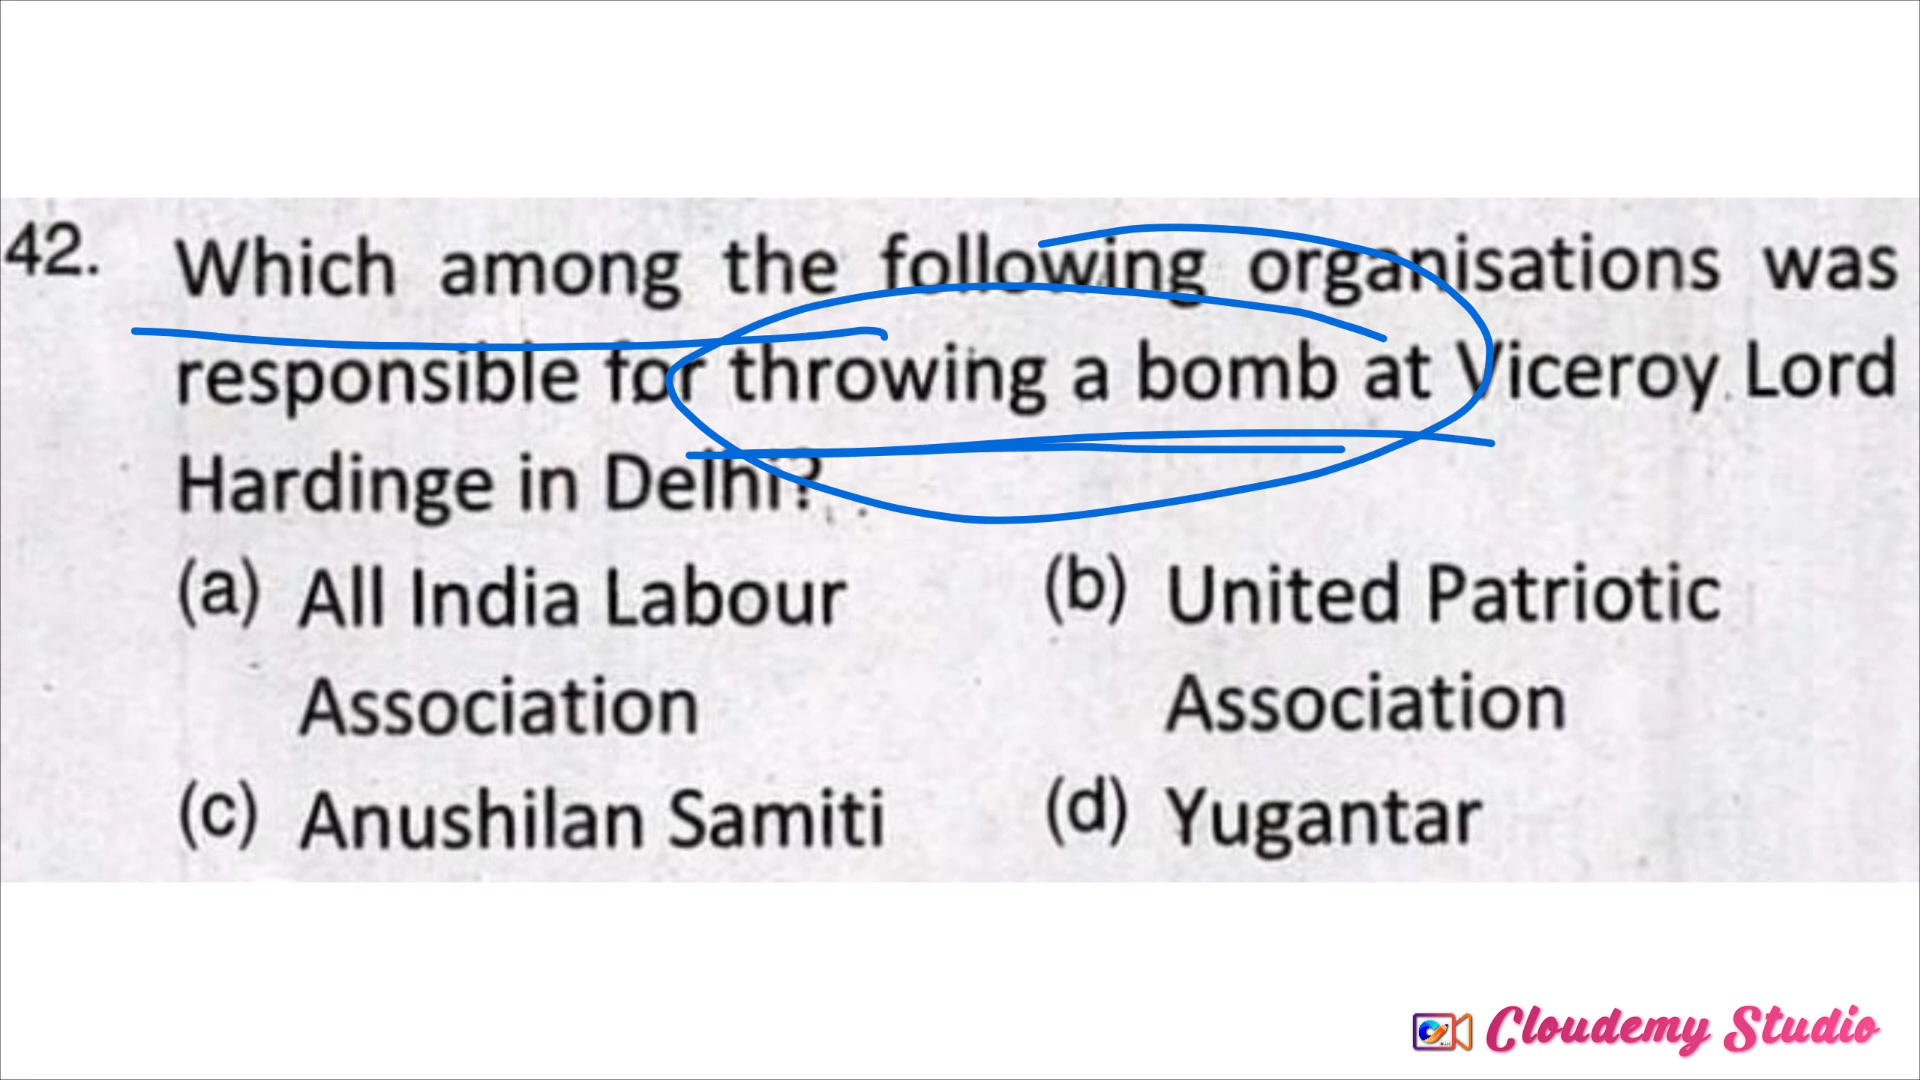 42. Which among the following organisations was
responsible for throwing a bomb at Viceroy Lord
Hardinge in Delhi?
(a) All India Labour Association
(b) United Patriotic Association
(c) Anushilan Samiti
(d) Yugantar
Cloudemy Studio